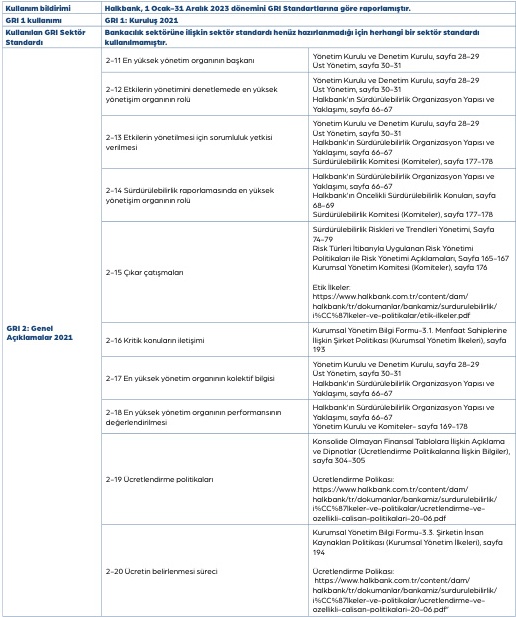 Kullanım bildirimi
Halkbank, 1 Ocak-31 Aralık 2023 dönemini GRI Standartlarına göre raporlamıştır.
GRI 1 kullanımı
GRI 1: Kuruluş 2021
Kullanılan GRI Sektör
Standardı
Bankacılık sektörüne ilişkin sektör standardı henüz hazırlanmadığı için herhangi bir sektör standardı
kullanılmamıştır.
GRI 2: Genel
Açıklamalar 2021
2-11 En yüksek yönetim organının başkanı
Yönetim Kurulu ve Denetim Kurulu, sayfa 28-29
Üst Yönetim, sayfa 30-31
2-12 Etkilerin yönetimini denetlemede en yüksek
yönetişim organının rolü
Yönetim Kurulu ve Denetim Kurulu, sayfa 28-29
Üst Yönetim, sayfa 30-31
Halkbank'ın Sürdürülebilirlik Organizasyon Yapısı ve
Yaklaşımı, sayfa 66-67
2-13 Etkilerin yönetilmesi için sorumluluk yetkisi
verilmesi
Yönetim Kurulu ve Denetim Kurulu, sayfa 28-29
Üst Yönetim, sayfa 30-31
Halkbank'ın Sürdürülebilirlik Organizasyon Yapısı ve
Yaklaşımı, sayfa 66-67
Sürdürülebilirlik Komitesi (Komiteler), sayfa 177-178
2-14 Sürdürülebilirlik raporlamasında en yüksek
yönetişim organının rolü
Halkbank'ın Sürdürülebilirlik Organizasyon Yapısı ve
Yaklaşımı, sayfa 66-67
Halkbank'ın Öncelikli Sürdürülebilirlik Konuları, sayfa
68-69
Sürdürülebilirlik Komitesi (Komiteler), sayfa 177-178
2-15 Çıkar çatışmaları
Sürdürülebilirlik Riskleri ve Trendleri Yönetimi, Sayfa
74-79
Risk Türleri İtibarıyla Uygulanan Risk Yönetimi
Politikaları ile Risk Yönetimi Açıklamaları, Sayfa 165-167
Kurumsal Yönetim Komitesi (Komiteler), sayfa 176
Etik İlkeler:
https://www.halkbank.com.tr/content/dam/
halkbank/tr/dokumanlar/bankamiz/surdurulebilirlik/
i%CC%87lkeler-ve-politikalar/etik-ilkeler.pdf
2-16 Kritik konuların iletişimi
Kurumsal Yönetim Bilgi Formu-3.1. Menfaat Sahiplerine
İlişkin Şirket Politikası (Kurumsal Yönetim İlkeleri), sayfa
193
2-17 En yüksek yönetim organının kolektif bilgisi
Yönetim Kurulu ve Denetim Kurulu, sayfa 28-29
Üst Yönetim, sayfa 30-31
Halkbank'ın Sürdürülebilirlik Organizasyon Yapısı ve
Yaklaşımı, sayfa 66-67
2-18 En yüksek yönetim organının performansının
değerlendirilmesi
Halkbank'ın Sürdürülebilirlik Organizasyon Yapısı ve
Yaklaşımı, sayfa 66-67
Yönetim Kurulu ve Komiteler- sayfa 169-178
2-19 Ücretlendirme politikaları
Konsolide Olmayan Finansal Tablolara İlişkin Açıklama
ve Dipnotlar (Ücretlendirme Politikalarına İlişkin Bilgiler),
sayfa 304-305
Ücretlendirme Polikası:
https://www.halkbank.com.tr/content/dam/
halkbank/tr/dokumanlar/bankamiz/surdurulebilirlik/
i%CC%87lkeler-ve-politikalar/ucretlendirme-ve-
ozellikli-calisan-politikalari-20-06.pdf
2-20 Ücretin belirlenmesi süreci
Kurumsal Yönetim Bilgi Formu-3.3. Şirketin İnsan
Kaynakları Politikası (Kurumsal Yönetim İlkeleri), sayfa
194
Ücretlendirme Polikası:
https://www.halkbank.com.tr/content/dam/
halkbank/tr/dokumanlar/bankamiz/surdurulebilirlik/
i%CC%87lkeler-ve-politikalar/ucretlendirme-ve-
ozellikli-calisan-politikalari-20-06.pdf"